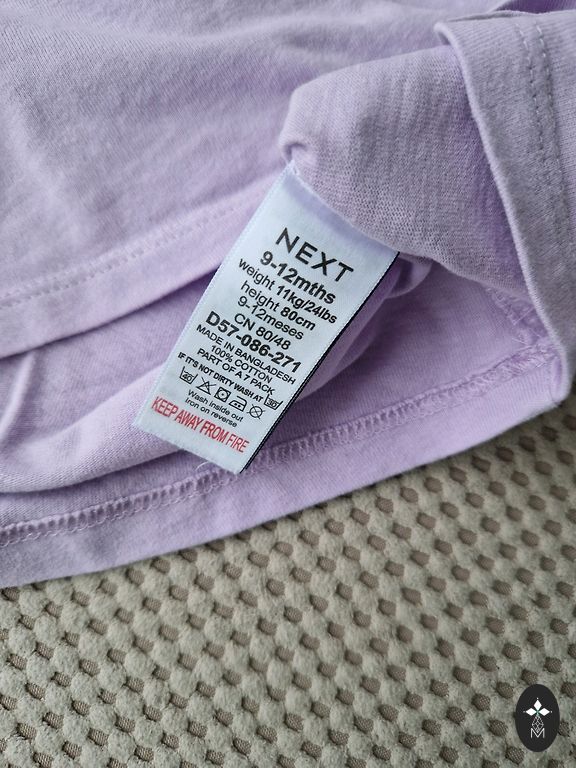 NEXT
9-12mths
weight 11kg/24lbs
height 80cm
9-12meses
CN 80/48
D57-086-271
MADE IN BANGLADESH
100% COTTON
PART OF A 7 PACK
IF IT'S NOT DIRTY WASH AT 30
40
Wash inside out
Iron on reverse
KEEP AWAY FROM FIRE
M